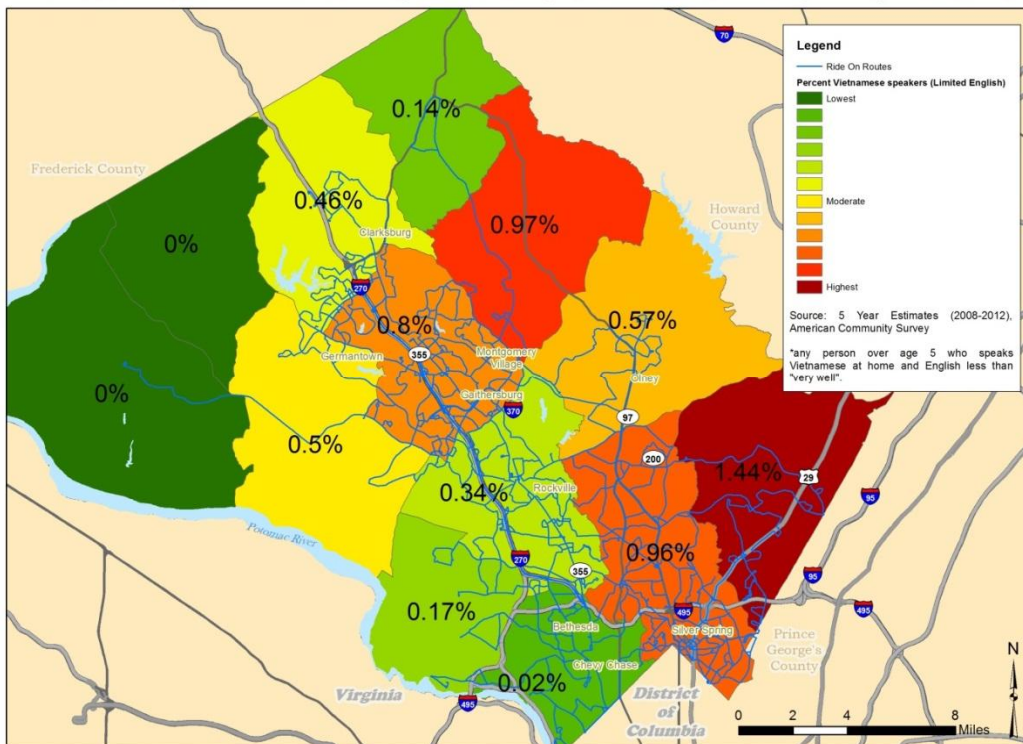 70
Legend
Ride On Routes
Percent Vietnamese speakers (Limited English)
Lowest
Moderate
Highest
Source: 5 Year Estimates (2008-2012),
American Community Survey
*any person over age 5 who speaks
Vietnamese at home and English less than
"very well".
0.14%
Frederick County
0.46%
0.97%
Howard
County
Clarksburg
0%
270
0.8%
0.57%
355
Germantown
Montgomery
Village
Olney
Gaithersburg
0%
370
97
0.5%
200
1.44%
29
0.34%
Rockville
95
Potomac River
0.96%
270
355
95
0.17%
495
495
Bethesda
Silver Spring
Prince
George's
County
Chevy Chase
N
0.02%
Virginia
495
District
of
Columbia
0 2 4 8
Miles